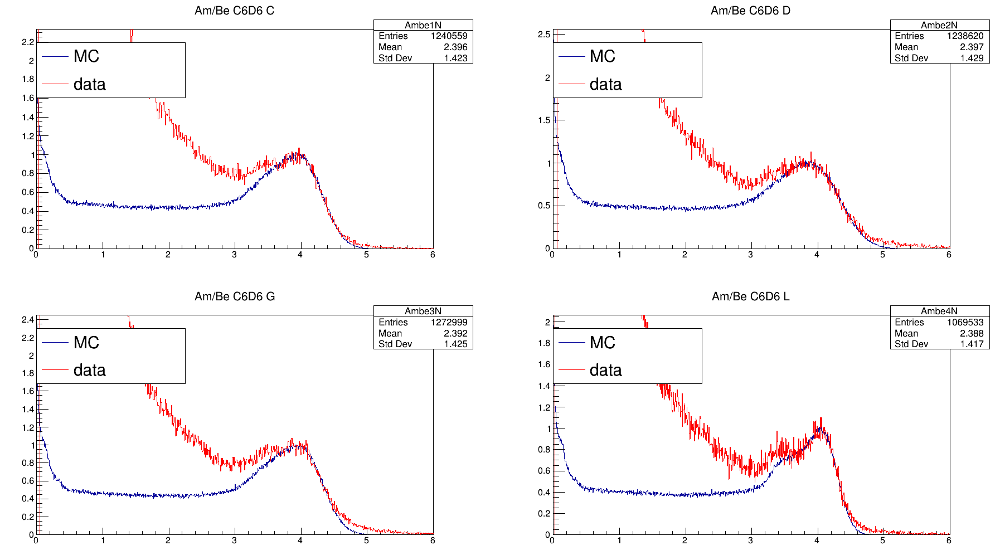 Am/Be C6D6 C
Ambe1N
Entries 1240559
Mean 2.396
Std Dev 1.423
MC
data
2.2
2
1.8
1.6
1.4
1.2
1
0.8
0.6
0.4
0.2
0
0 1 2 3 4 5 6
Am/Be C6D6 D
Ambe2N
Entries 1238620
Mean 2.397
Std Dev 1.429
MC
data
2.5
2
1.5
1
0.5
0
0 1 2 3 4 5 6
Am/Be C6D6 G
Ambe3N
Entries 1272999
Mean 2.392
Std Dev 1.425
MC
data
2.4
2.2
2
1.8
1.6
1.4
1.2
1
0.8
0.6
0.4
0.2
0
0 1 2 3 4 5 6
Am/Be C6D6 L
Ambe4N
Entries 1069533
Mean 2.388
Std Dev 1.417
MC
data
2
1.8
1.6
1.4
1.2
1
0.8
0.6
0.4
0.2
0
0 1 2 3 4 5 6